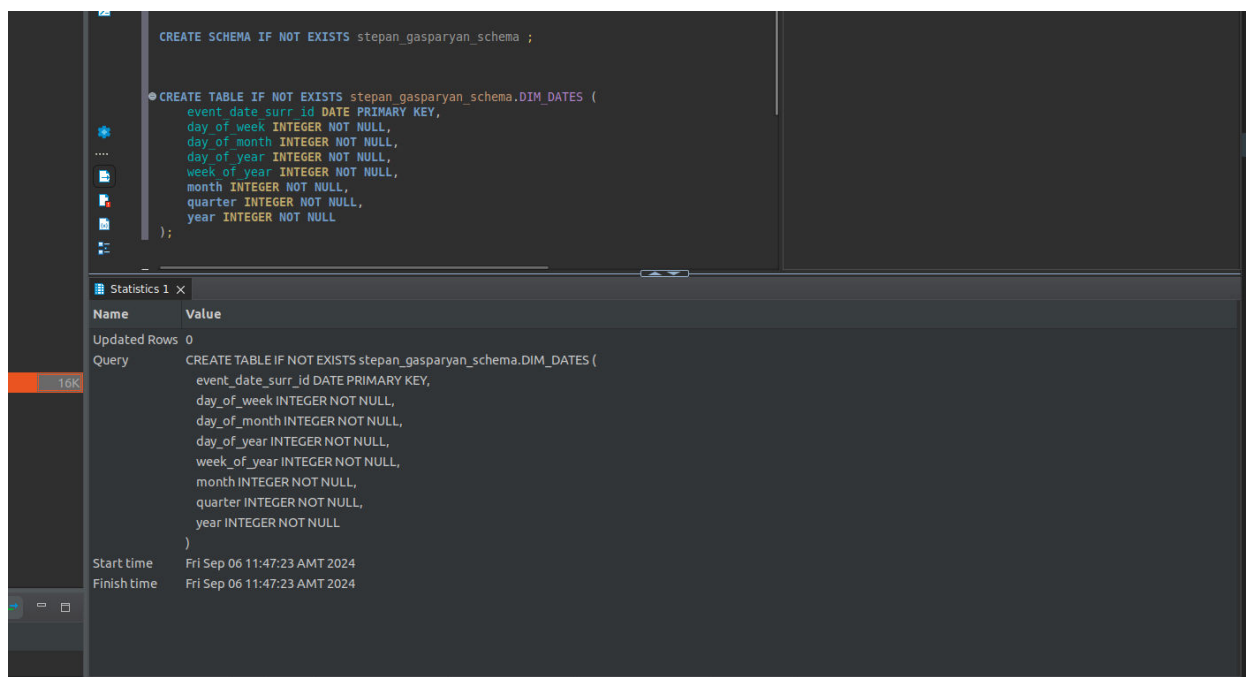 CREATE SCHEMA IF NOT EXISTS stepan_gasparyan_schema ;
CREATE TABLE IF NOT EXISTS stepan_gasparyan_schema.DIM_DATES (
event_date_surr_id DATE PRIMARY KEY,
day_of_week INTEGER NOT NULL,
day_of_month INTEGER NOT NULL,
day_of_year INTEGER NOT NULL,
week_of_year INTEGER NOT NULL,
month INTEGER NOT NULL,
quarter INTEGER NOT NULL,
year INTEGER NOT NULL
);
Statistics 1
Name Value
Updated Rows 0
Query CREATE TABLE IF NOT EXISTS stepan_gasparyan_schema.DIM_DATES (
event_date_surr_id DATE PRIMARY KEY,
16K
day_of_week INTEGER NOT NULL,
day_of_month INTEGER NOT NULL,
day_of_year INTEGER NOT NULL,
week_of_year INTEGER NOT NULL,
month INTEGER NOT NULL,
quarter INTEGER NOT NULL,
year INTEGER NOT NULL
)
Start time Fri Sep 06 11:47:23 AMT 2024
Finish time Fri Sep 06 11:47:23 AMT 2024